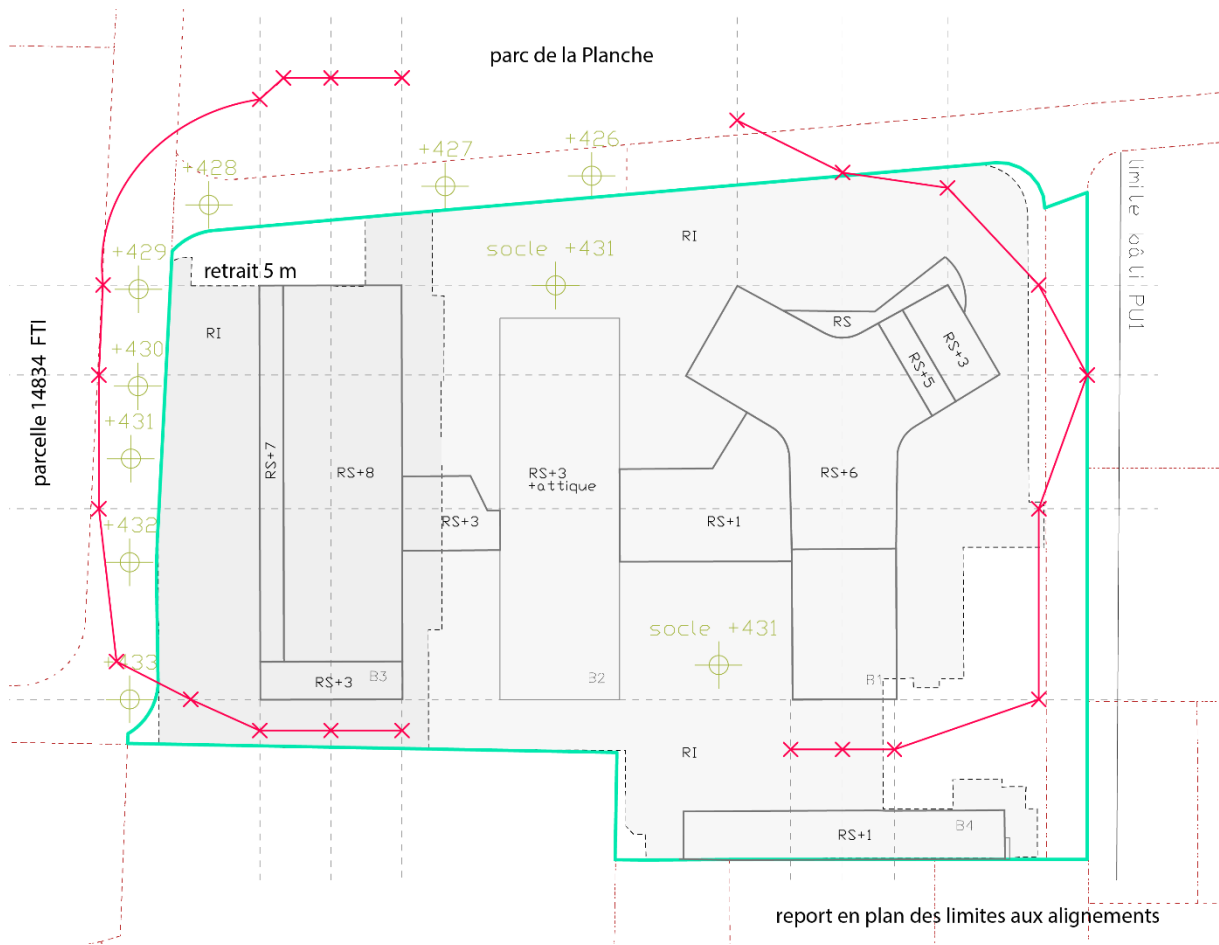 parc de la Planche
+426
+427
+428
limite bâti PU1
RI
socle +431
+429
retrait 5 m
RS
RI
RS+3
+430
RS+5
parcelle 14834 FTI
+431
RS+7
RS+8
RS+3
+attique
RS+6
RS+3
RS+1
+432
socle +431
+433
RS+3
B3
B2
B1
RI
B4
RS+1
report en plan des limites aux alignements